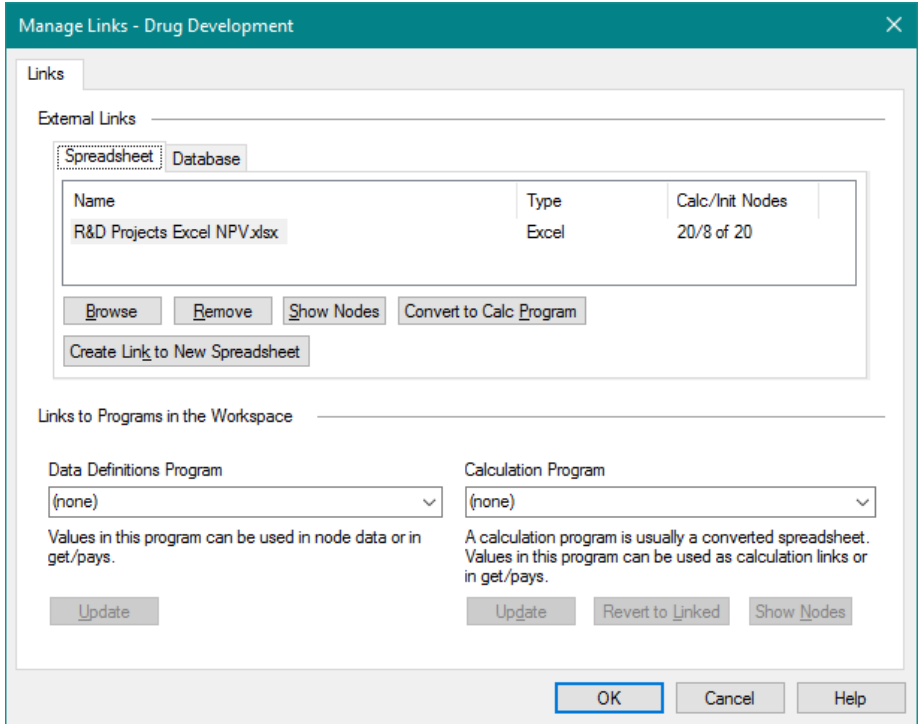 Manage Links - Drug Development
Links
External Links
Spreadsheet Database
Name Type Calc/Init Nodes
R&D Projects Excel NPV.xlsx Excel 20/8 of 20
Browse Remove Show Nodes Convert to Calc Program
Create Link to New Spreadsheet
Links to Programs in the Workspace
Data Definitions Program Calculation Program
(none) (none)
Values in this program can be used in node data or in
get/pays.
A calculation program is usually a converted spreadsheet.
Values in this program can be used as calculation links or
in get/pays.
Update Update Revert to Linked Show Nodes
OK Cancel Help